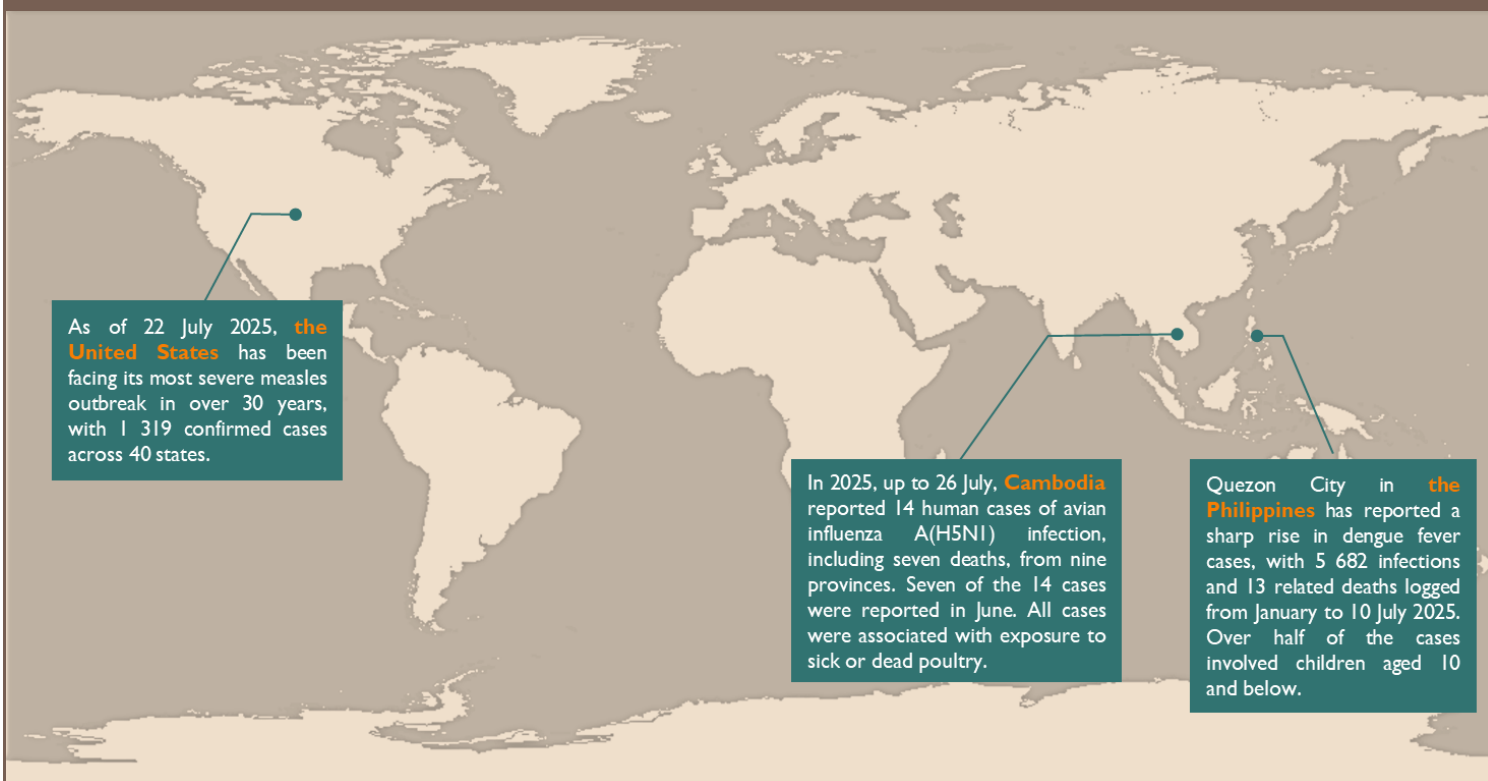 As of 22 July 2025, the
United States has been
facing its most severe measles
outbreak in over 30 years,
with 1 319 confirmed cases
across 40 states.
In 2025, up to 26 July, Cambodia
reported 14 human cases of avian
influenza A(H5N1) infection,
including seven deaths, from nine
provinces. Seven of the 14 cases
were reported in June. All cases
were associated with exposure to
sick or dead poultry.
Quezon City in the
Philippines has reported a
sharp rise in dengue fever
cases, with 5 682 infections
and 13 related deaths logged
from January to 10 July 2025.
Over half of the cases
involved children aged 10
and below.